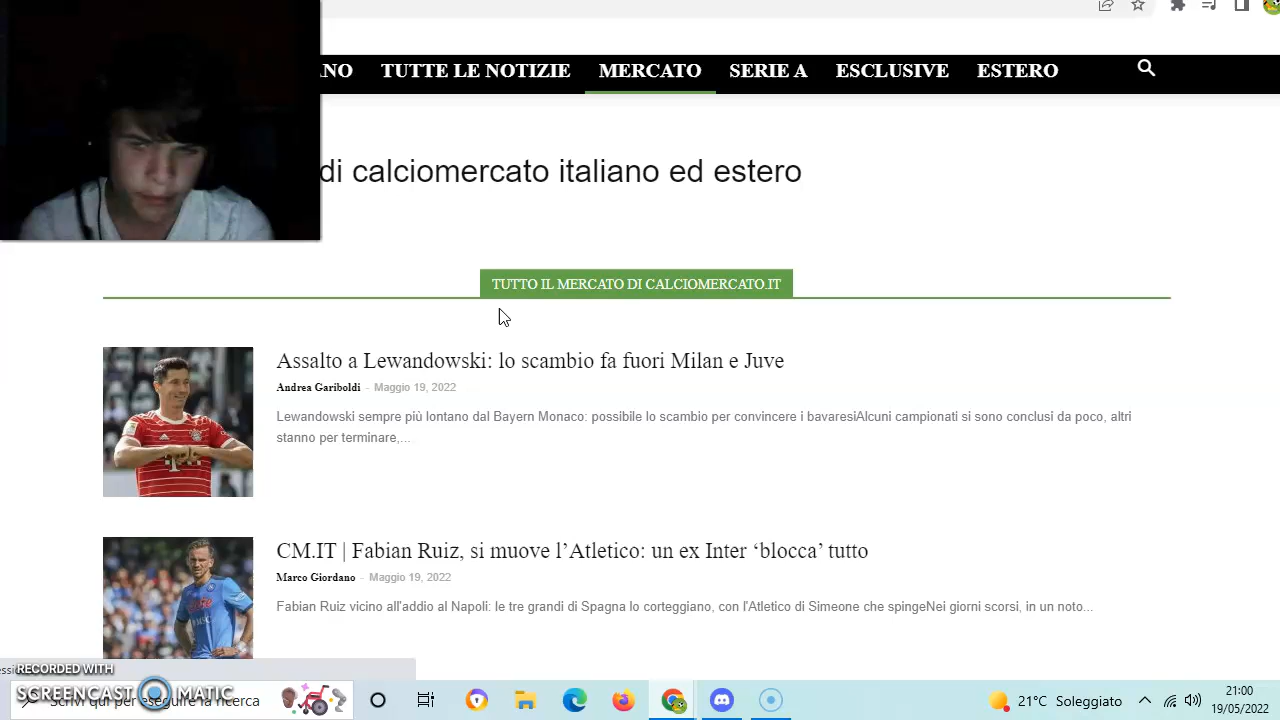 NO TUTTE LE NOTIZIE MERCATO SERIE A ESCLUSIVE ESTERO
di calciomercato italiano ed estero
TUTTO IL MERCATO DI CALCIOMERCATO.IT
Assalto a Lewandowski: lo scambio fa fuori Milan e Juve
Andrea Gariboldi - Maggio 19, 2022
Lewandowski sempre più lontano dal Bayern Monaco: possibile lo scambio per convincere i bavaresiAlcuni campionati si sono conclusi da poco, altri
stanno per terminare,...
CM.IT | Fabian Ruiz, si muove l’Atletico: un ex Inter ‘blocca’ tutto
Marco Giordano - Maggio 19, 2022
Fabian Ruiz vicino all'addio al Napoli: le tre grandi di Spagna lo corteggiano, con l'Atletico di Simeone che spingeNei giorni scorsi, in un noto...
RECORDED WITH
SCREENCAST MATIC
Scrivi qui per eseguire la ricerca
21°C Soleggiato
21:00
19/05/2022